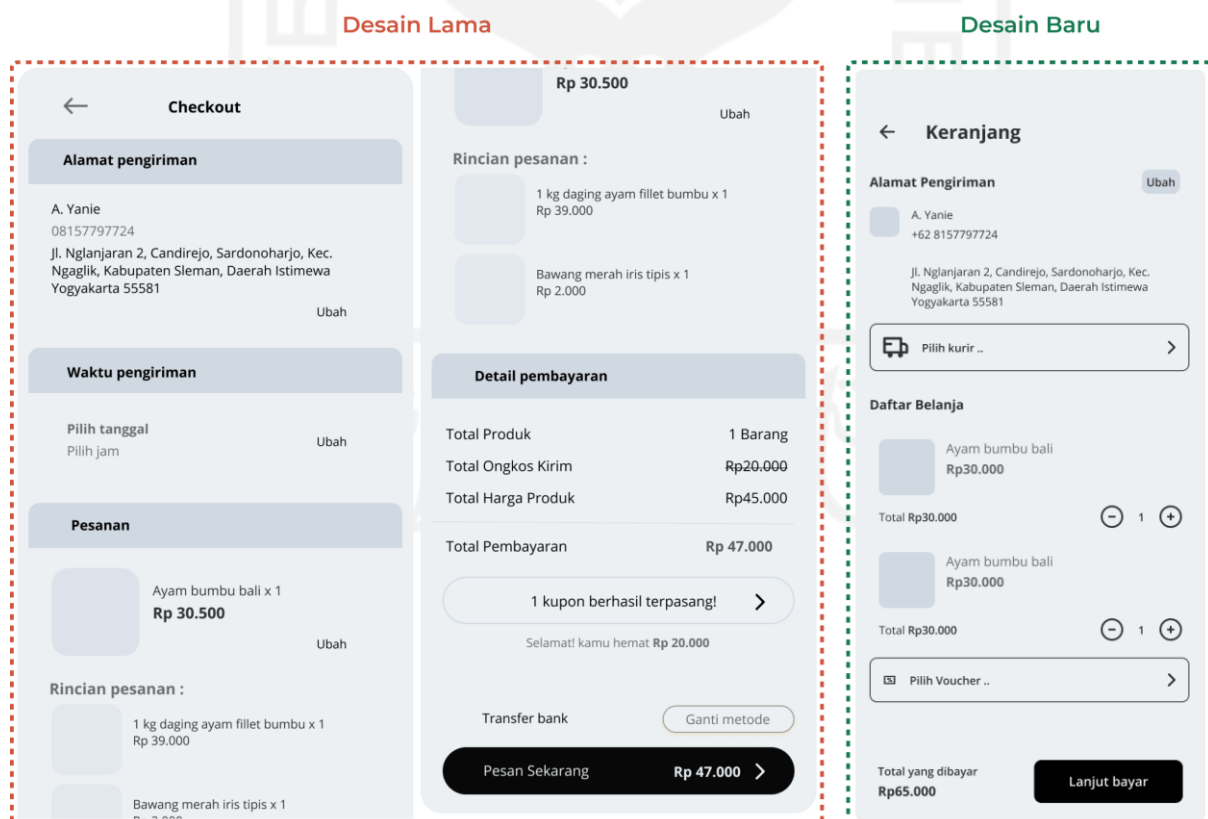 Desain Lama
Checkout
Alamat pengiriman
A. Yanie
08157797724
Jl. Nglanjaran 2, Candirejo, Sardonoharjo, Kec.
Ngaglik, Kabupaten Sleman, Daerah Istimewa
Yogyakarta 55581
Ubah
Waktu pengiriman
Pilih tanggal
Pilih jam
Ubah
Pesanan
Ayam bumbu bali x 1
Rp 30.500
Ubah
Rincian pesanan :
1 kg daging ayam fillet bumbu x 1
Rp 39.000
Bawang merah iris tipis x 1
Rp 30.500
Ubah
Rincian pesanan :
1 kg daging ayam fillet bumbu x 1
Rp 39.000
Bawang merah iris tipis x 1
Rp 2.000
Detail pembayaran
Total Produk 1 Barang
Total Ongkos Kirim Rp20.000
Total Harga Produk Rp45.000
Total Pembayaran Rp 47.000
1 kupon berhasil terpasang!
Selamat! kamu hemat Rp 20.000
Transfer bank Ganti metode
Pesan Sekarang Rp 47.000
Desain Baru
Keranjang
Alamat Pengiriman Ubah
A. Yanie
+62 8157797724
Jl. Nglanjaran 2, Candirejo, Sardonoharjo, Kec.
Ngaglik, Kabupaten Sleman, Daerah Istimewa
Yogyakarta 55581
Pilih kurir ..
Daftar Belanja
Ayam bumbu bali
Rp30.000
Total Rp30.000 1
Ayam bumbu bali
Rp30.000
Total Rp30.000 1
Pilih Voucher ..
Total yang dibayar
Rp65.000
Lanjut bayar